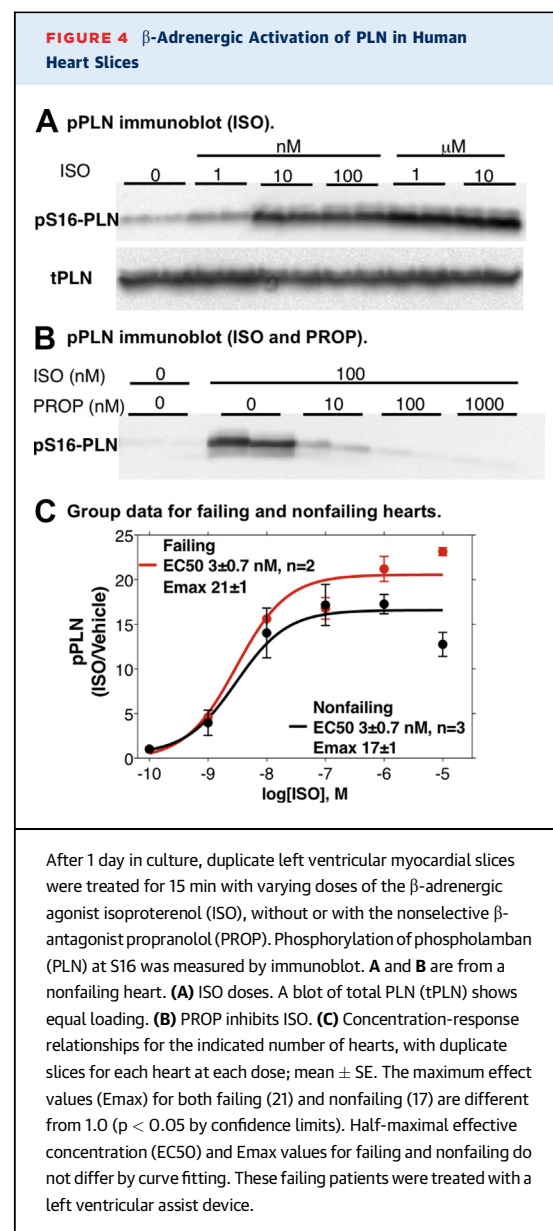 FIGURE 4 β-Adrenergic Activation of PLN in Human
Heart Slices
A pPLN immunoblot (ISO).
nM μM
ISO 0 1 10 100 1 10
pS16-PLN
tPLN
B pPLN immunoblot (ISO and PROP).
ISO (nM) 0 100
PROP (nM) 0 0 10 100 1000
pS16-PLN
C Group data for failing and nonfailing hearts.
Failing
EC50 3±0.7 nM, n=2
Emax 21±1
25
20
15
10
5
0
pPLN
(ISO/Vehicle)
Nonfailing
EC50 3±0.7 nM, n=3
Emax 17±1
-10 -9 -8 -7 -6 -5
log[ISO], M
After 1 day in culture, duplicate left ventricular myocardial slices
were treated for 15 min with varying doses of the β-adrenergic
agonist isoproterenol (ISO), without or with the nonselective β-
antagonist propranolol (PROP). Phosphorylation of phospholamban
(PLN) at S16 was measured by immunoblot. A and B are from a
nonfailing heart. (A) ISO doses. A blot of total PLN (tPLN) shows
equal loading. (B) PROP inhibits ISO. (C) Concentration-response
relationships for the indicated number of hearts, with duplicate
slices for each heart at each dose; mean ± SE. The maximum effect
values (Emax) for both failing (21) and nonfailing (17) are different
from 1.0 (p < 0.05 by confidence limits). Half-maximal effective
concentration (EC50) and Emax values for failing and nonfailing do
not differ by curve fitting. These failing patients were treated with a
left ventricular assist device.